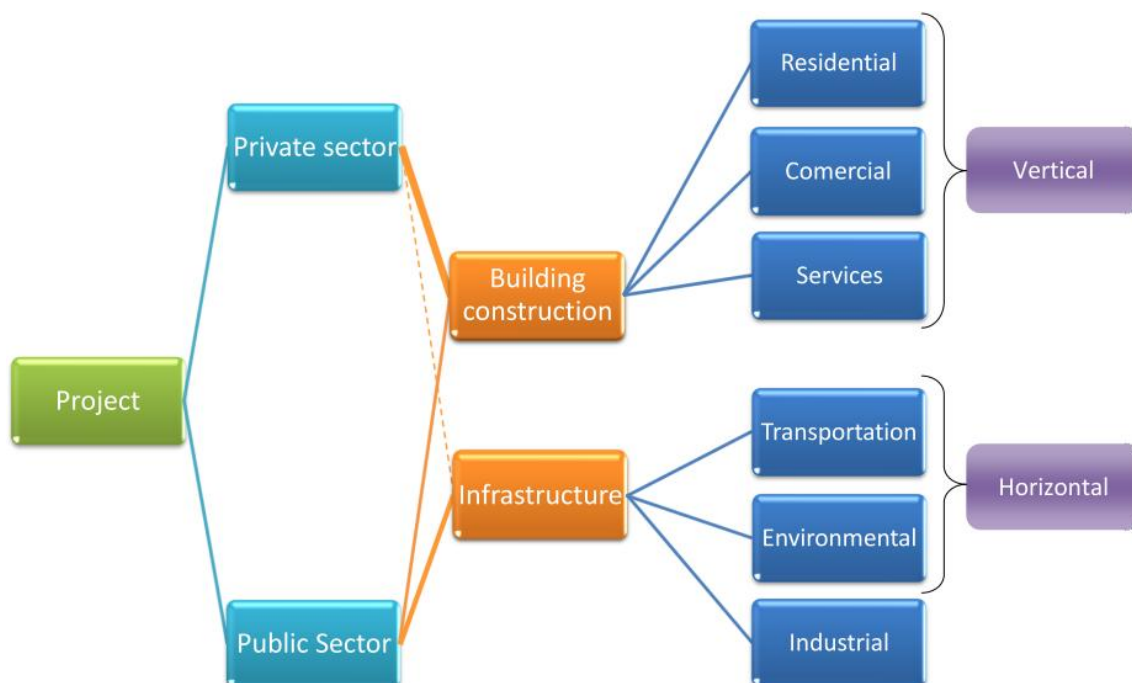 Project
Private sector
Public Sector
Building
construction
Infrastructure
Residential
Comercial
Services
Transportation
Environmental
Industrial
Vertical
Horizontal